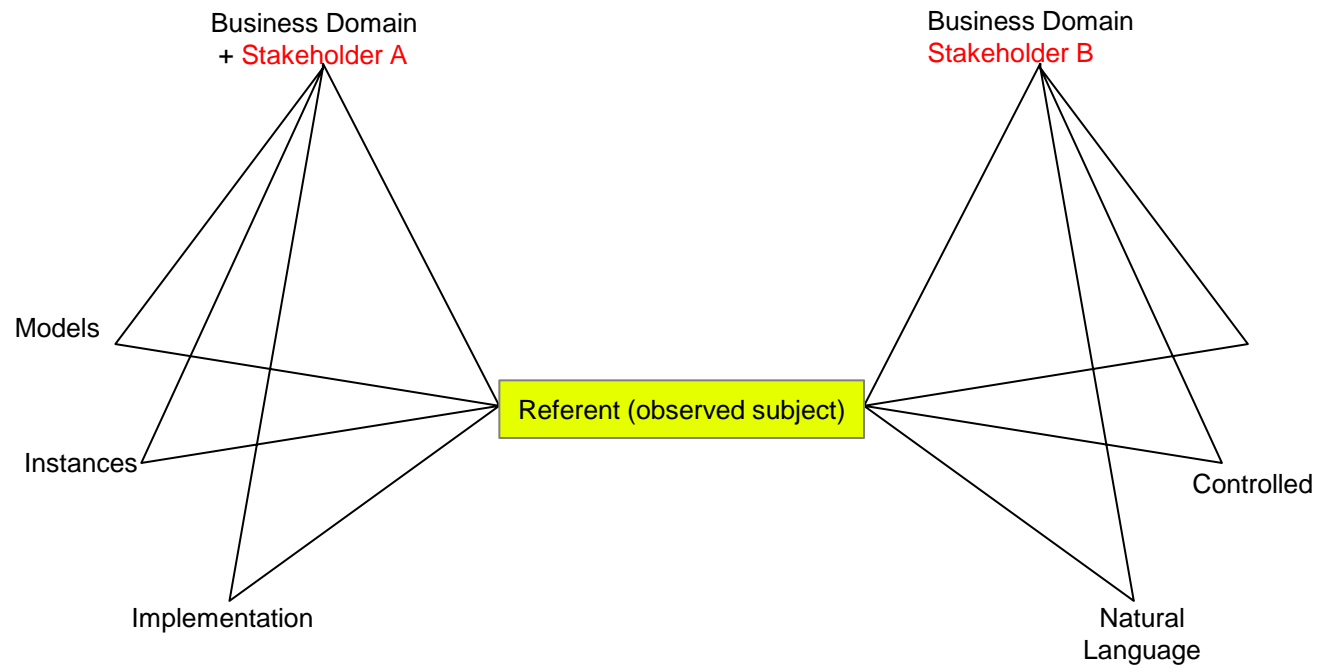 Business Domain
+ Stakeholder A
Business Domain
Stakeholder B
Models
Referent (observed subject)
Instances
Controlled
Implementation
Natural
Language